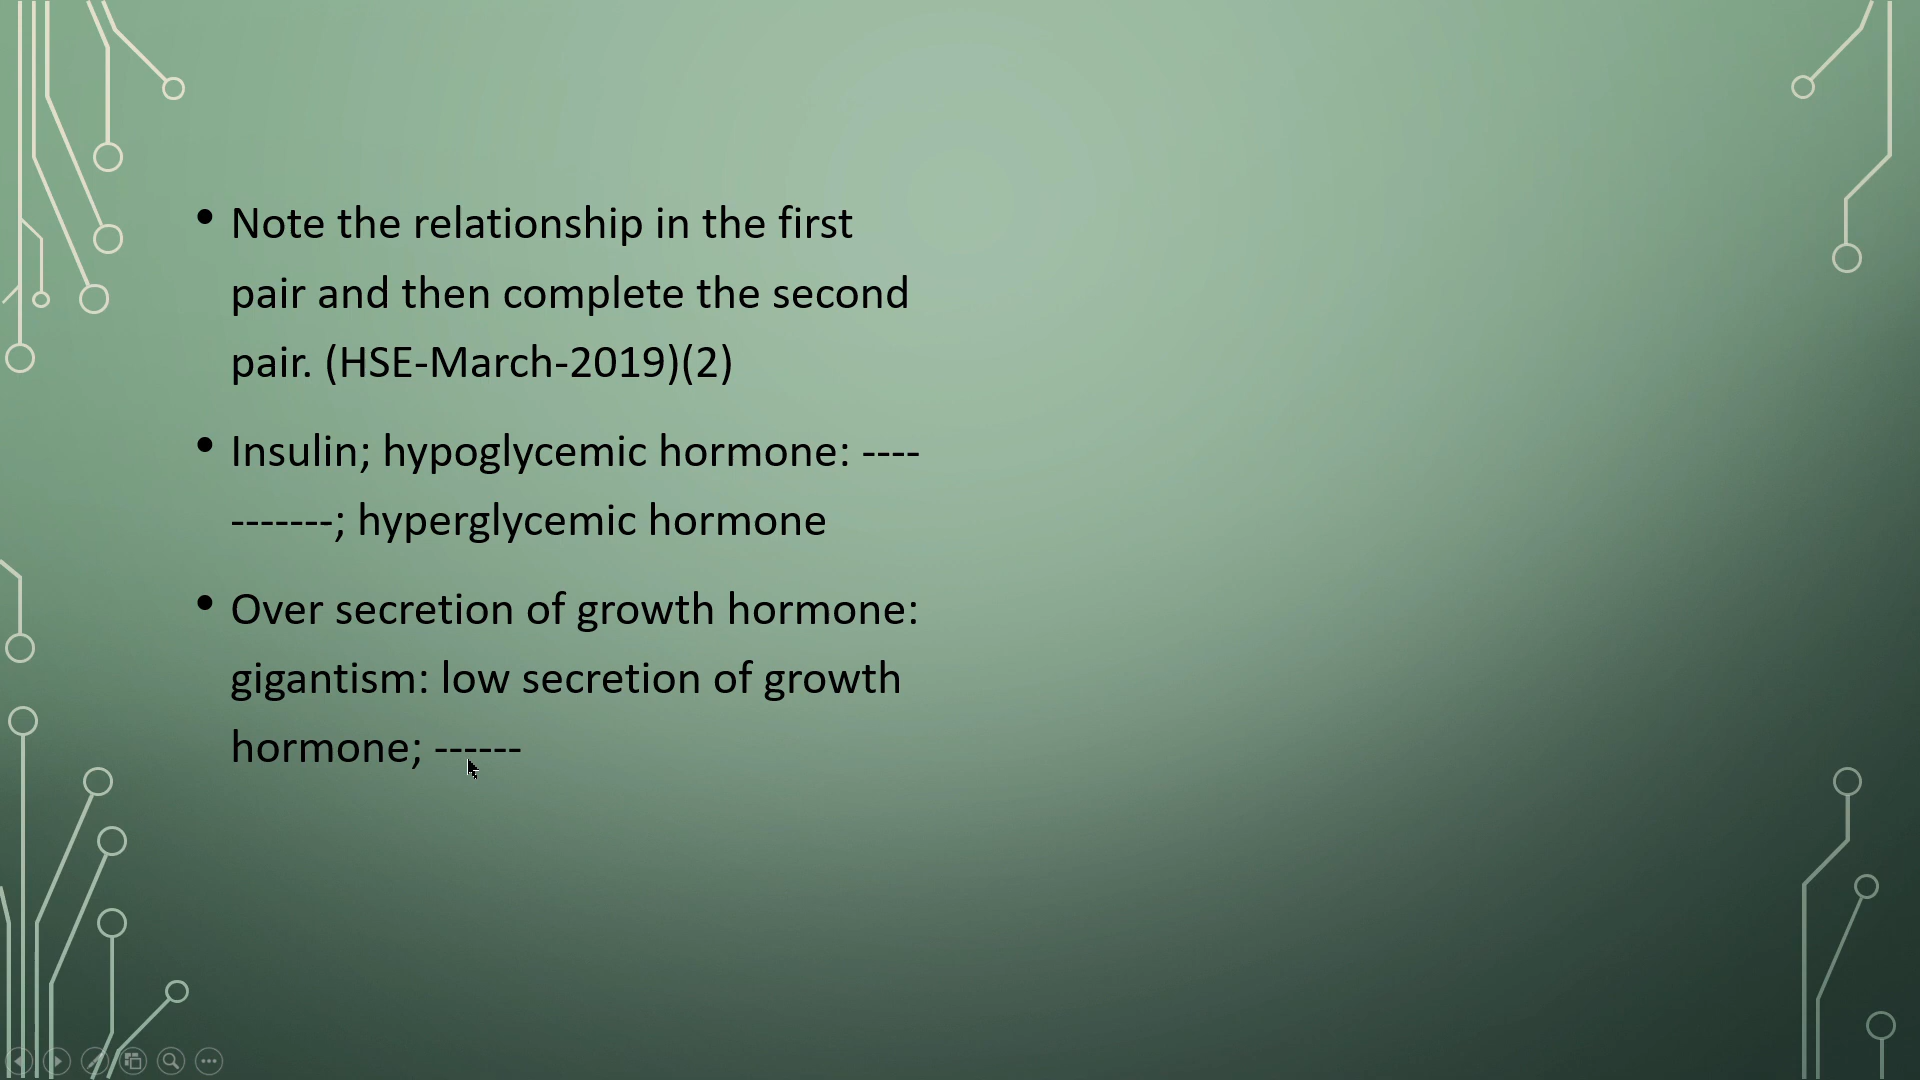 • Note the relationship in the first
pair and then complete the second
pair. (HSE-March-2019)(2)
• Insulin; hypoglycemic hormone: ----
-------; hyperglycemic hormone
• Over secretion of growth hormone:
gigantism: low secretion of growth
hormone; ------